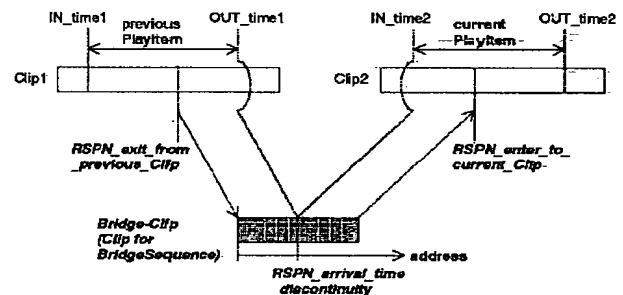 IN_time1
previous
PlayItem
OUT_time1
IN_time2
current
PlayItem
OUT_time2
Clip1
Clip2
RSPN_exit_from
_previous_Clip
RSPN_enter_to_
current_Clip
Bridge-Clip
(Clip for
BridgeSequence)
address
RSPN_arrival_time
discontinuity